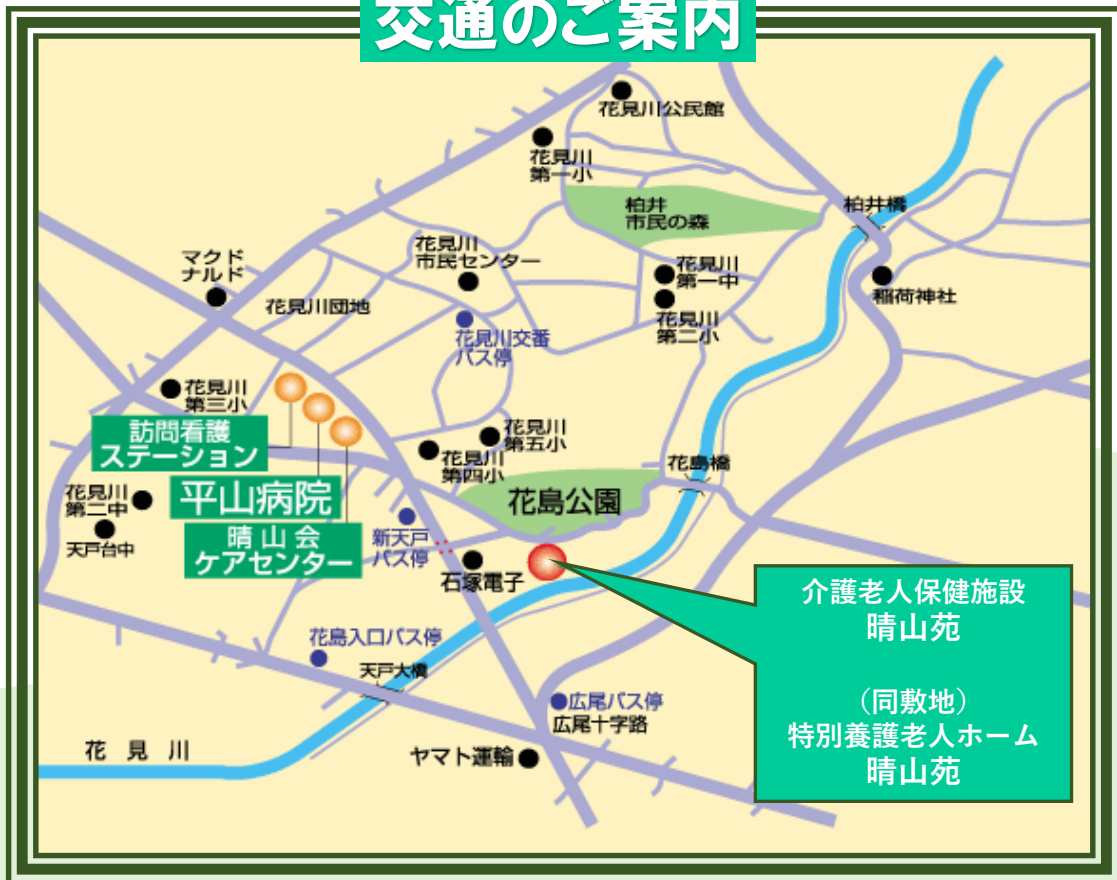 交通のご案内
花見川公民館
花見川
第一小
柏井
市民の森
柏井橋
花見川
市民センター
マクド
ナルド
花見川団地
花見川
第一中
花見川
第二小
稲荷神社
花見川交番
バス停
花見川
第三小
訪問看護
ステーション
花見川
第五小
花見川
第四小
花島橋
花見川
第二中
平山病院
花島公園
天戸台中
晴山会
ケアセンター
新天戸
バス停
石塚電子
介護老人保健施設
晴山苑
（同敷地）
特別養護老人ホーム
晴山苑
花島入口バス停
天戸大橋
広尾バス停
広尾十字路
花見川
ヤマト運輸